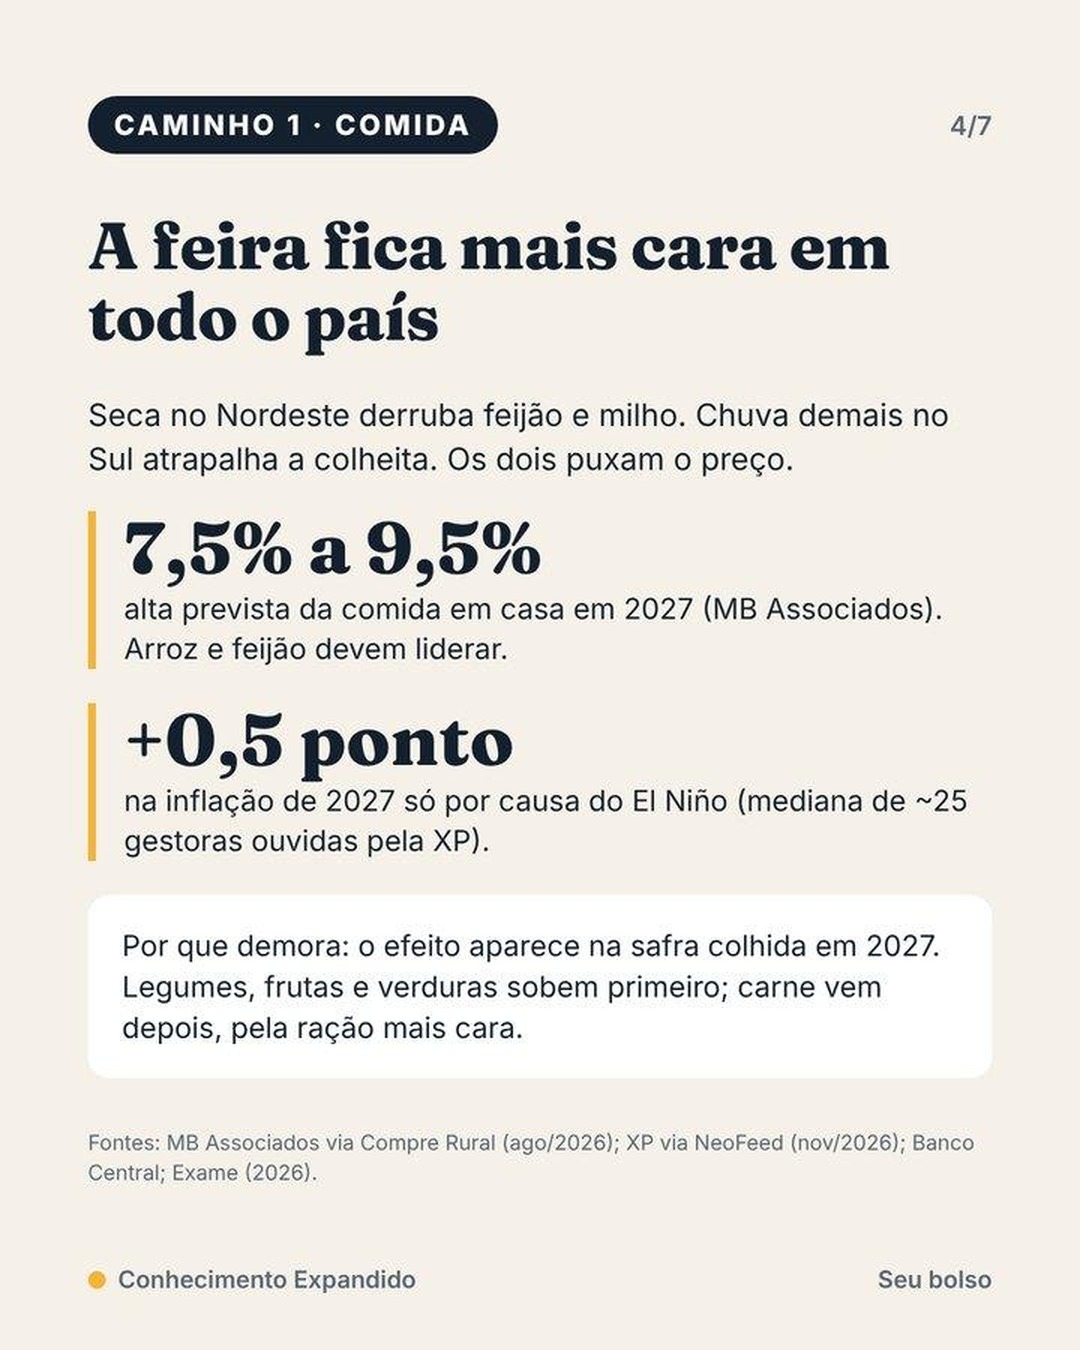 CAMINHO 1 · COMIDA
4/7
A feira fica mais cara em
todo o país
Seca no Nordeste derruba feijão e milho. Chuva demais no
Sul atrapalha a colheita. Os dois puxam o preço.
7,5% a 9,5%
alta prevista da comida em casa em 2027 (MB Associados).
Arroz e feijão devem liderar.
+0,5 ponto
na inflação de 2027 só por causa do El Niño (mediana de ~25
gestoras ouvidas pela XP).
Por que demora: o efeito aparece na safra colhida em 2027.
Legumes, frutas e verduras sobem primeiro; carne vem
depois, pela ração mais cara.
Fontes: MB Associados via Compre Rural (ago/2026); XP via NeoFeed (nov/2026); Banco
Central; Exame (2026).
Conhecimento Expandido
Seu bolso